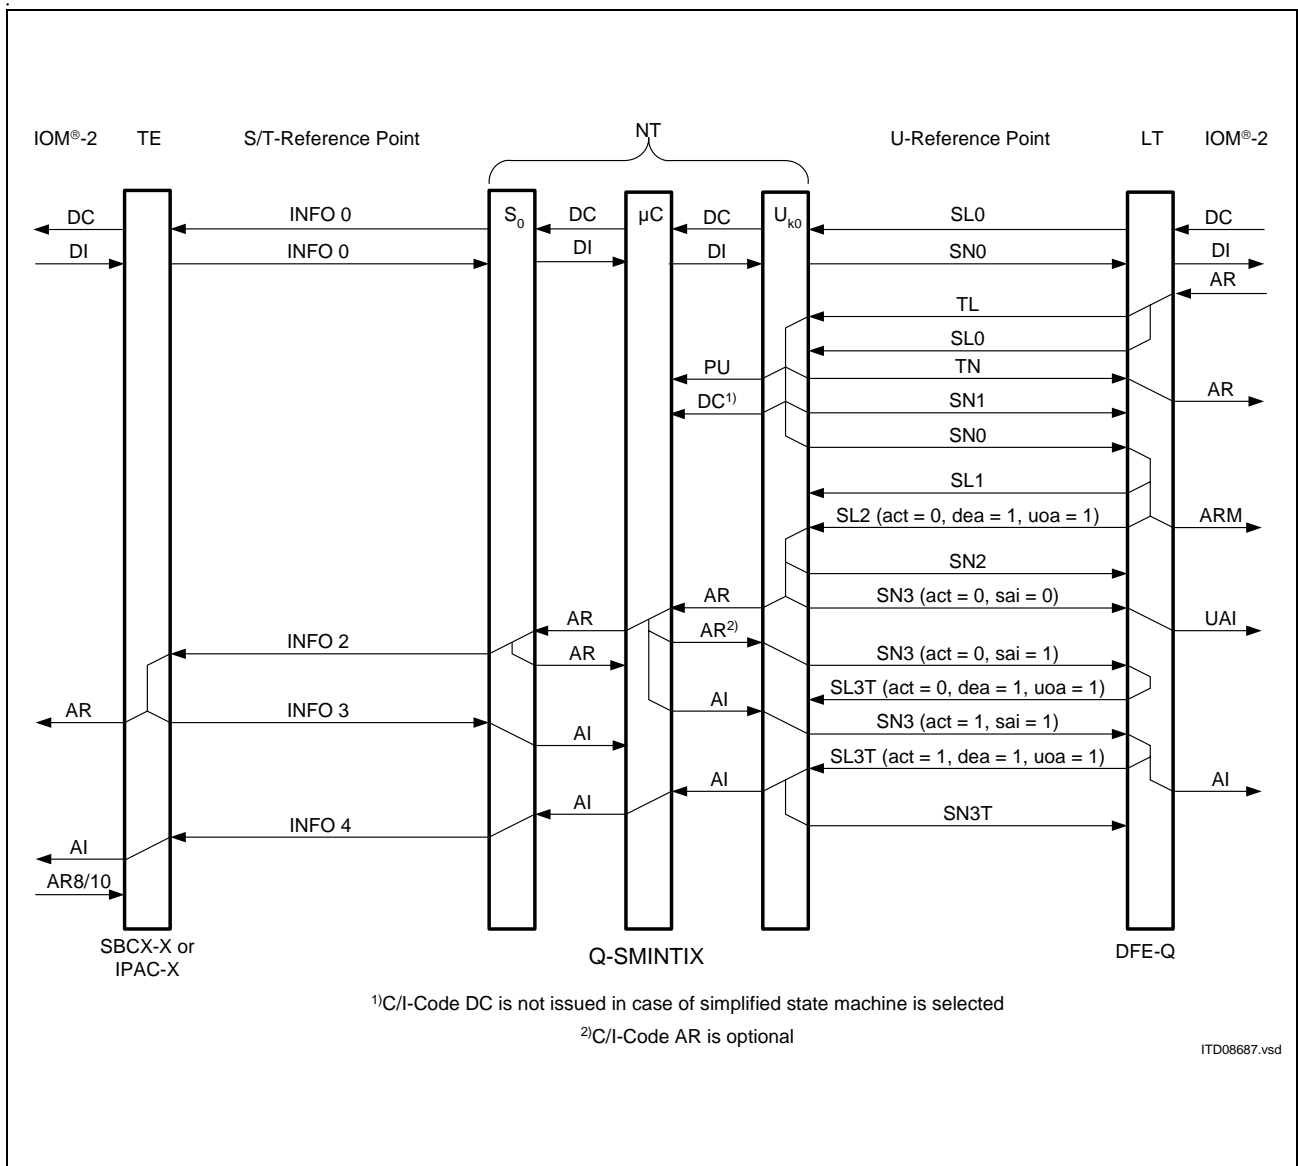 .
IOM®-2 TE S/T-Reference Point NT U-Reference Point LT IOM®-2
S0 µC Uk0
DC INFO 0 DC DC SL0 DC
DI INFO 0 DI DI SN0 DI
AR
TL
SL0
PU TN AR
DC1) SN1
SN0
SL1
SL2 (act = 0, dea = 1, uoa = 1) ARM
SN2
AR SN3 (act = 0, sai = 0) UAI
AR
INFO 2 AR AR2) SN3 (act = 0, sai = 1)
SL3T (act = 0, dea = 1, uoa = 1)
AR INFO 3 AI SN3 (act = 1, sai = 1)
AI SL3T (act = 1, dea = 1, uoa = 1)
AI AI AI
INFO 4 SN3T
AI
AR8/10
SBCX-X or
IPAC-X
Q-SMINTIX
DFE-Q
1)C/I-Code DC is not issued in case of simplified state machine is selected
2)C/I-Code AR is optional
ITD08687.vsd